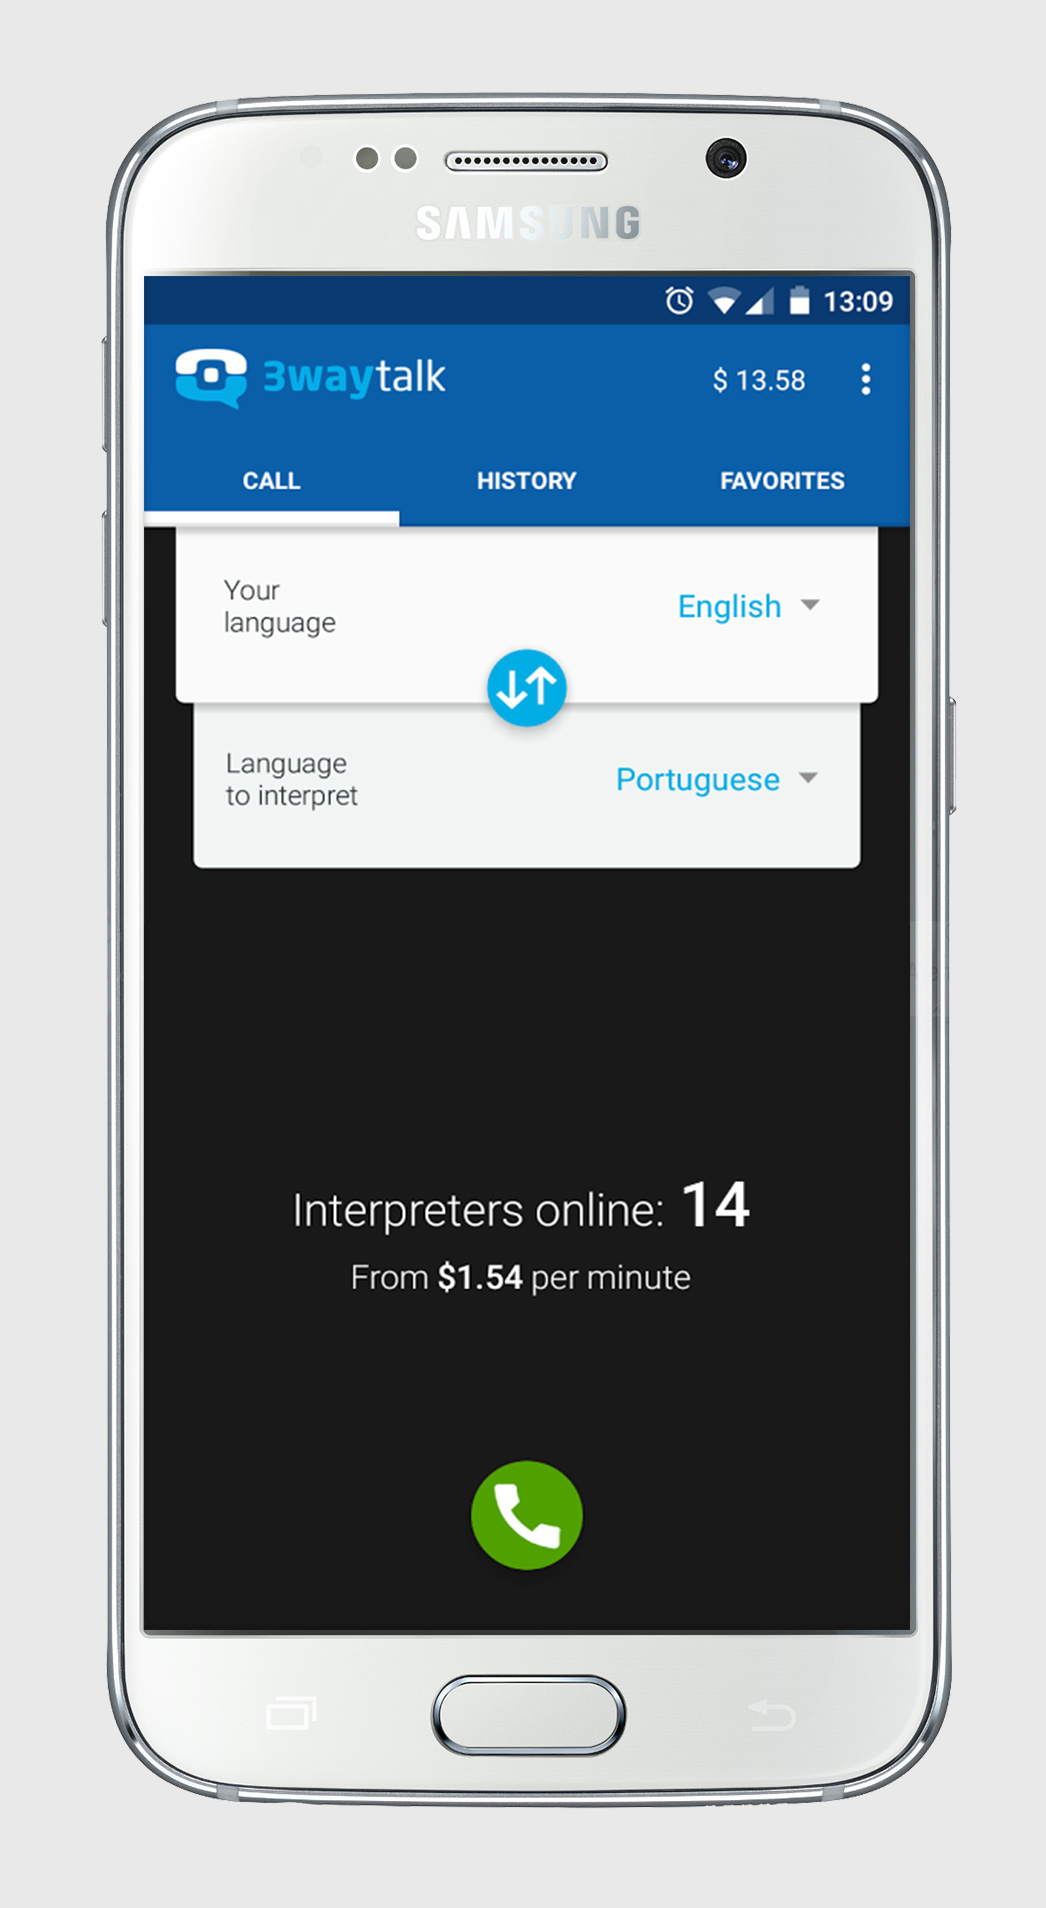 SAMSUNG
13:09
3waytalk
$ 13.58
CALL
HISTORY
FAVORITES
Your
language
English
Language
to interpret
Portuguese
Interpreters online: 14
From $1.54 per minute